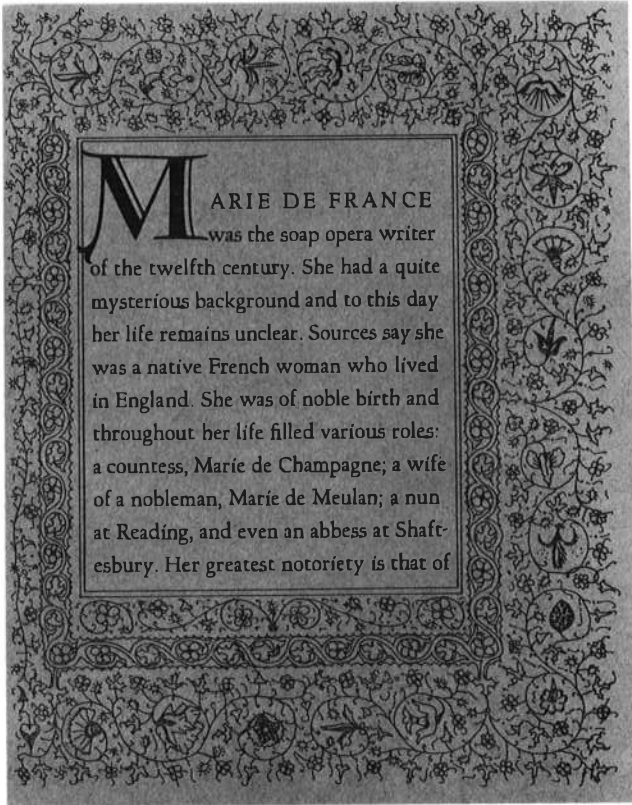 MARIE DE FRANCE
was the soap opera writer
of the twelfth century. She had a quite
mysterious background and to this day
her life remains unclear. Sources say she
was a native French woman who lived
in England. She was of noble birth and
throughout her life filled various roles:
a countess, Marie de Champagne; a wife
of a nobleman, Marie de Meulan; a nun
at Reading, and even an abbess at Shaft-
esbury. Her greatest notoriety is that of